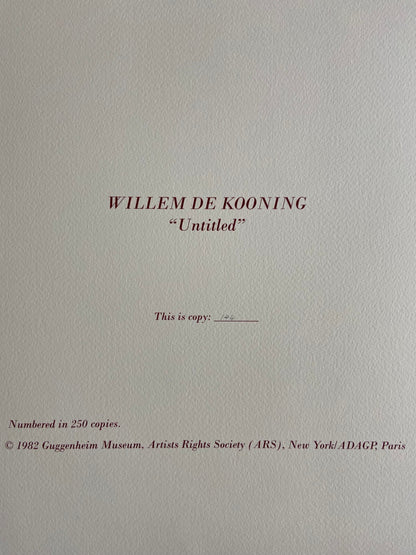 WILLEM DE KOONING
“Untitled”
This is copy:
Numbered in 250 copies.
© 1982 Guggenheim Museum, Artists Rights Society (ARS), New York/ADAGP, Paris